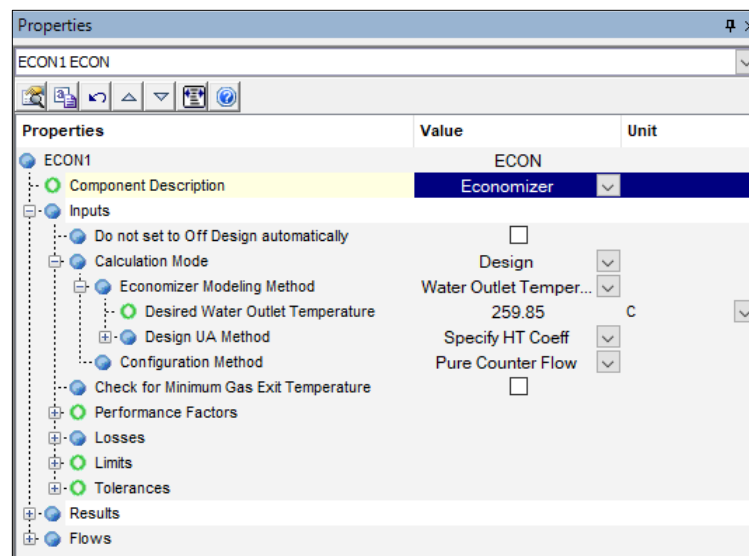 Properties
ECON1 ECON
Properties Value Unit
ECON1 ECON
Component Description Economizer
Inputs
Do not set to Off Design automatically
Calculation Mode Design
Economizer Modeling Method Water Outlet Temper...
Desired Water Outlet Temperature 259.85 C
Design UA Method Specify HT Coeff
Configuration Method Pure Counter Flow
Check for Minimum Gas Exit Temperature
Performance Factors
Losses
Limits
Tolerances
Results
Flows